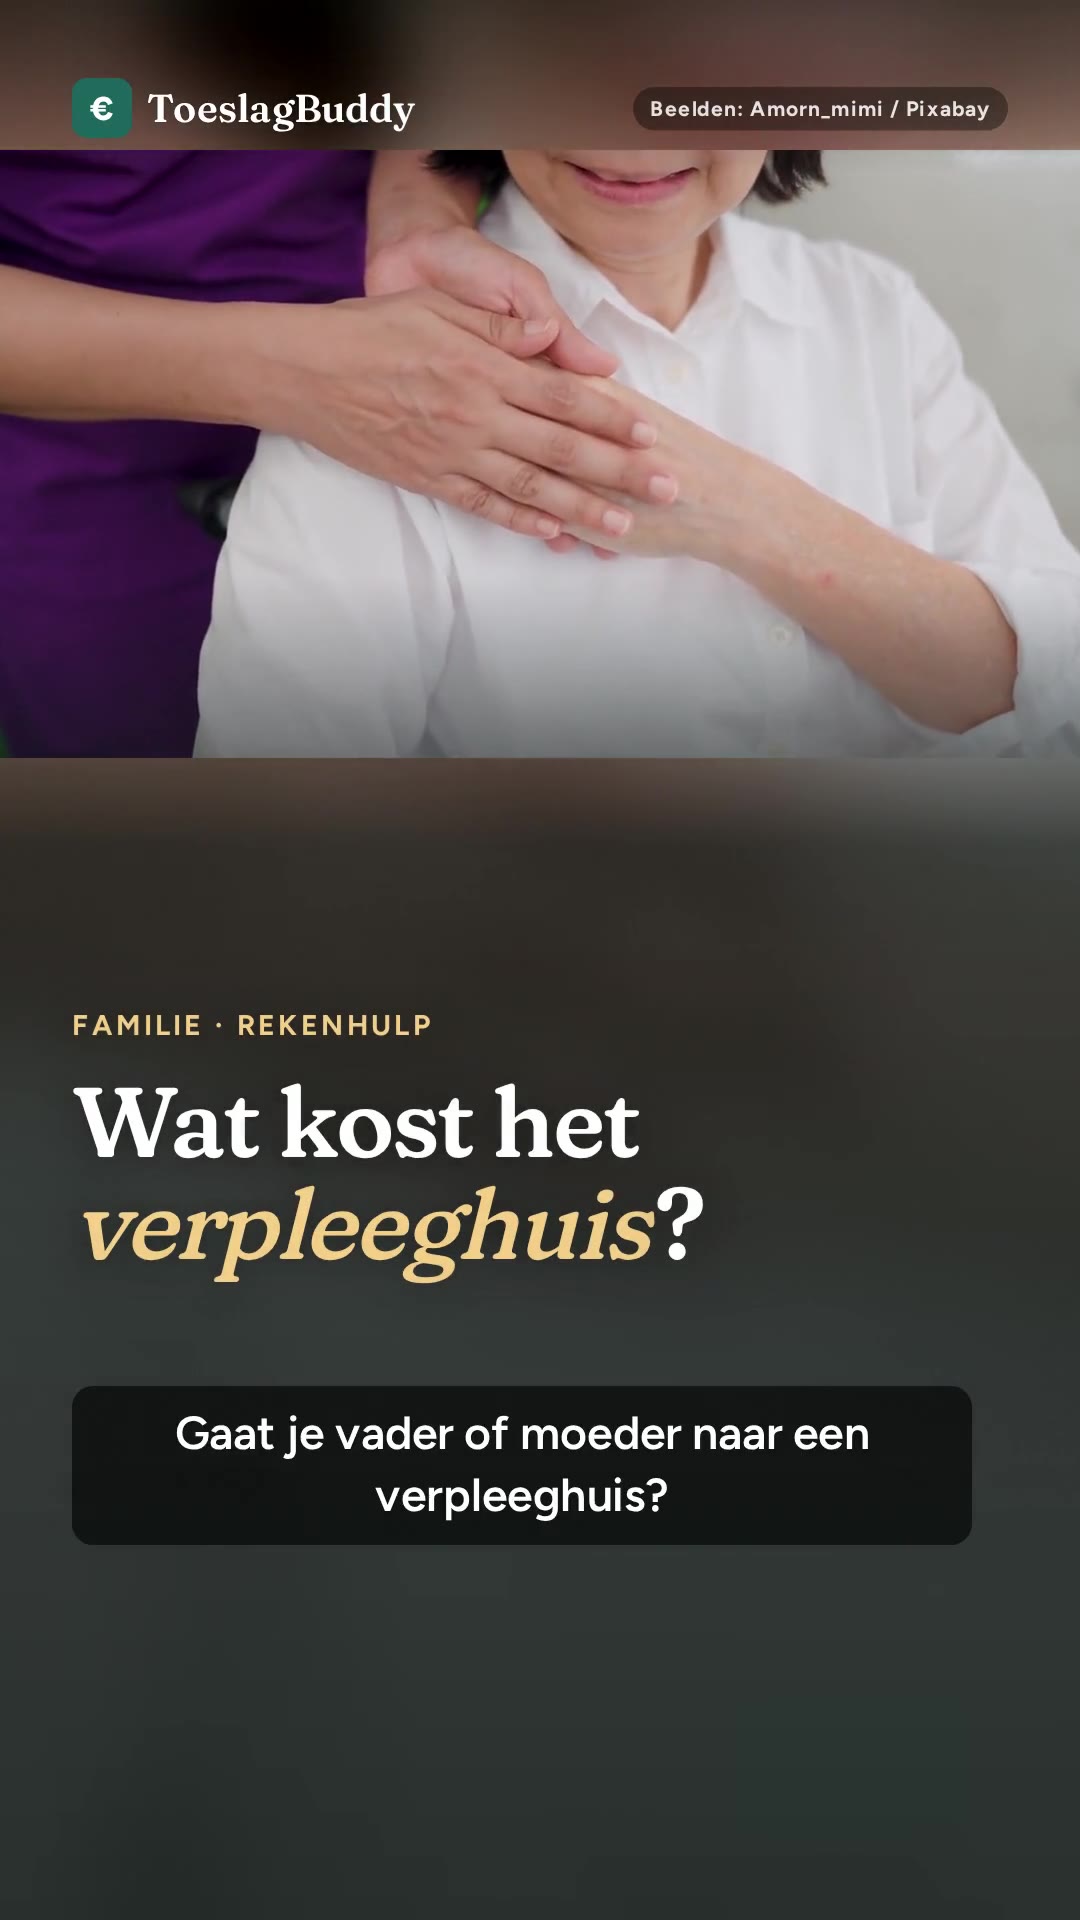 € ToeslagBuddy
Beelden: Amorn_mimi / Pixabay
FAMILIE · REKENHULP
Wat kost het
verpleeghuis?
Gaat je vader of moeder naar een
verpleeghuis?